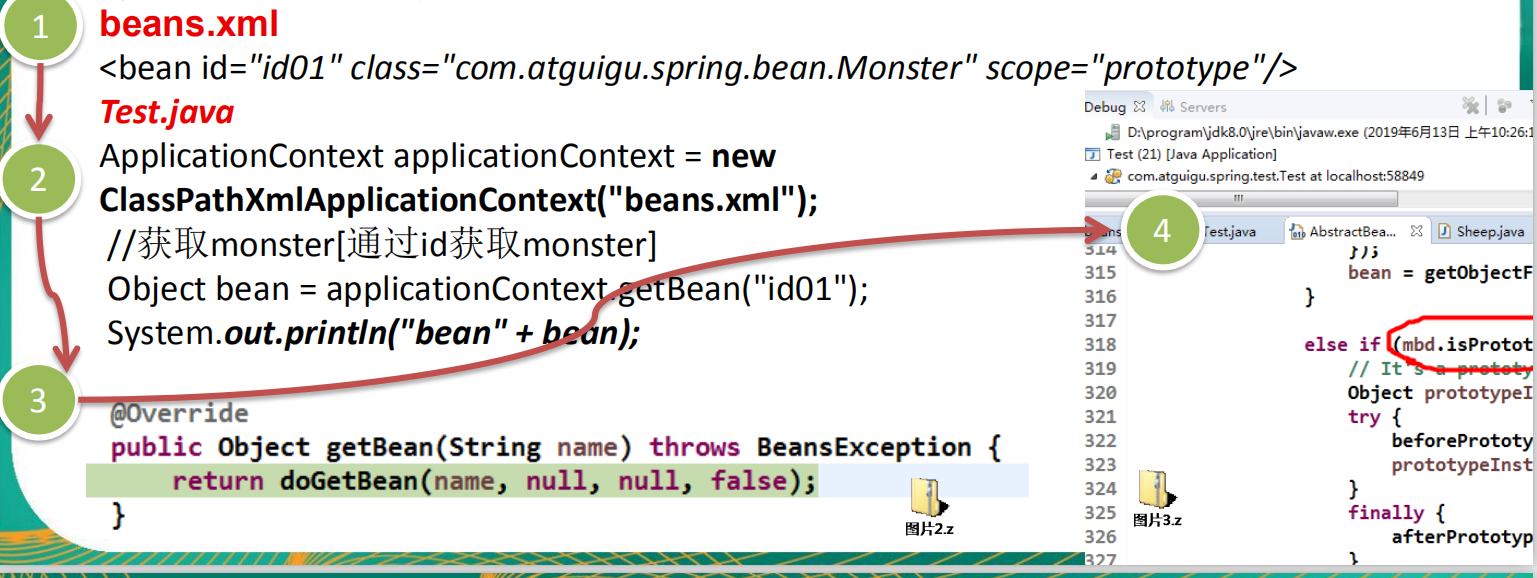 1
beans.xml
<bean id="id01" class="com.atguigu.spring.bean.Monster" scope="prototype"/>
Test.java
2
ApplicationContext applicationContext = new
ClassPathXmlApplicationContext("beans.xml");
//获取monster[通过id获取monster]
Object bean = applicationContext.getBean("id01");
System.out.println("bean" + bean);
3
@Override
public Object getBean(String name) throws BeansException {
return doGetBean(name, null, null, false);
}
图片2.z
Debug Servers
D:\program\jdk8.0\jre\bin\javaw.exe (2019年6月13日 上午10:26:1
Test (21) [Java Application]
com.atguigu.spring.test.Test at localhost:58849
4
Test.java AbstractBea... Sheep.java
314 });
315 bean = getObjectF
316 }
317
318 else if (mbd.isPrototy
319 // It's a prototy
320 Object prototypeI
321 try {
322 beforePrototy
323 prototypeInst
324 }
325 finally {
326 afterPrototyp
327 }
图片3.z